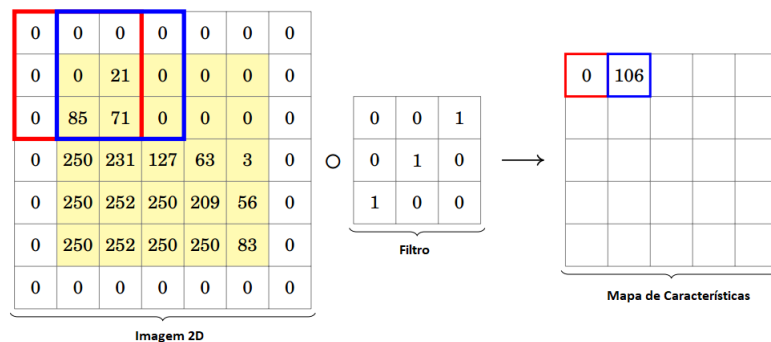 0 0 0 0 0 0 0
0 0 21 0 0 0 0
0 85 71 0 0 0 0
0 250 231 127 63 3 0
0 250 252 250 209 56 0
0 250 252 250 250 83 0
0 0 0 0 0 0 0
Imagem 2D
0 0 1
0 1 0
1 0 0
Filtro
0 106
Mapa de Características